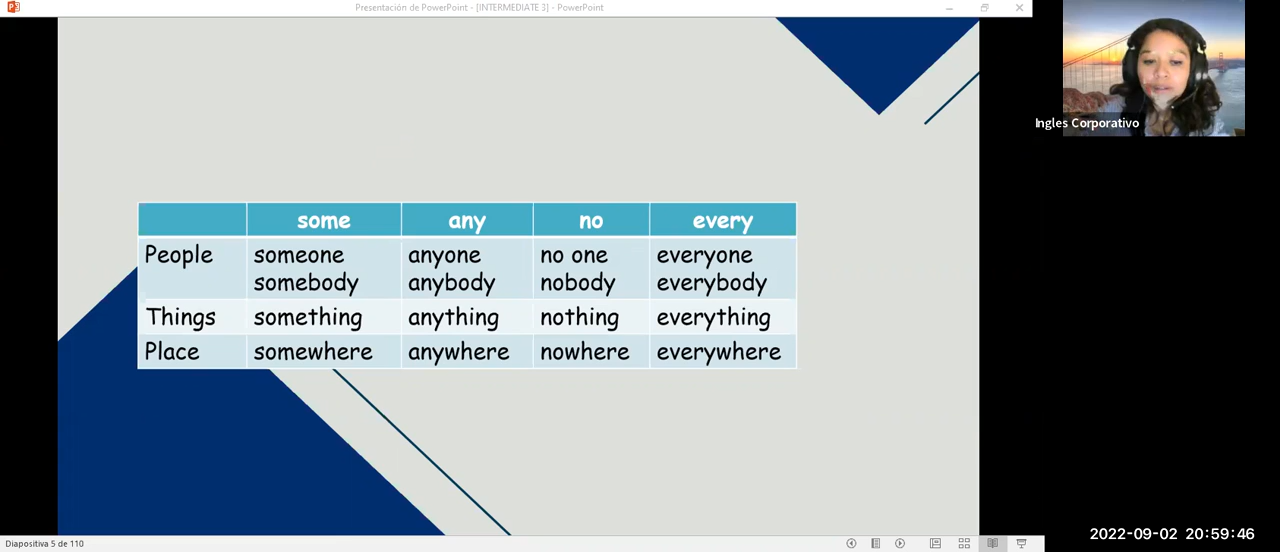 Presentación de PowerPoint - [INTERMEDIATE 3] - PowerPoint
Ingles Corporativo
some any no every
People someone anyone no one everyone
somebody anybody nobody everybody
Things something anything nothing everything
Place somewhere anywhere nowhere everywhere
2022-09-02 20:59:46
Diapositiva 5 de 110